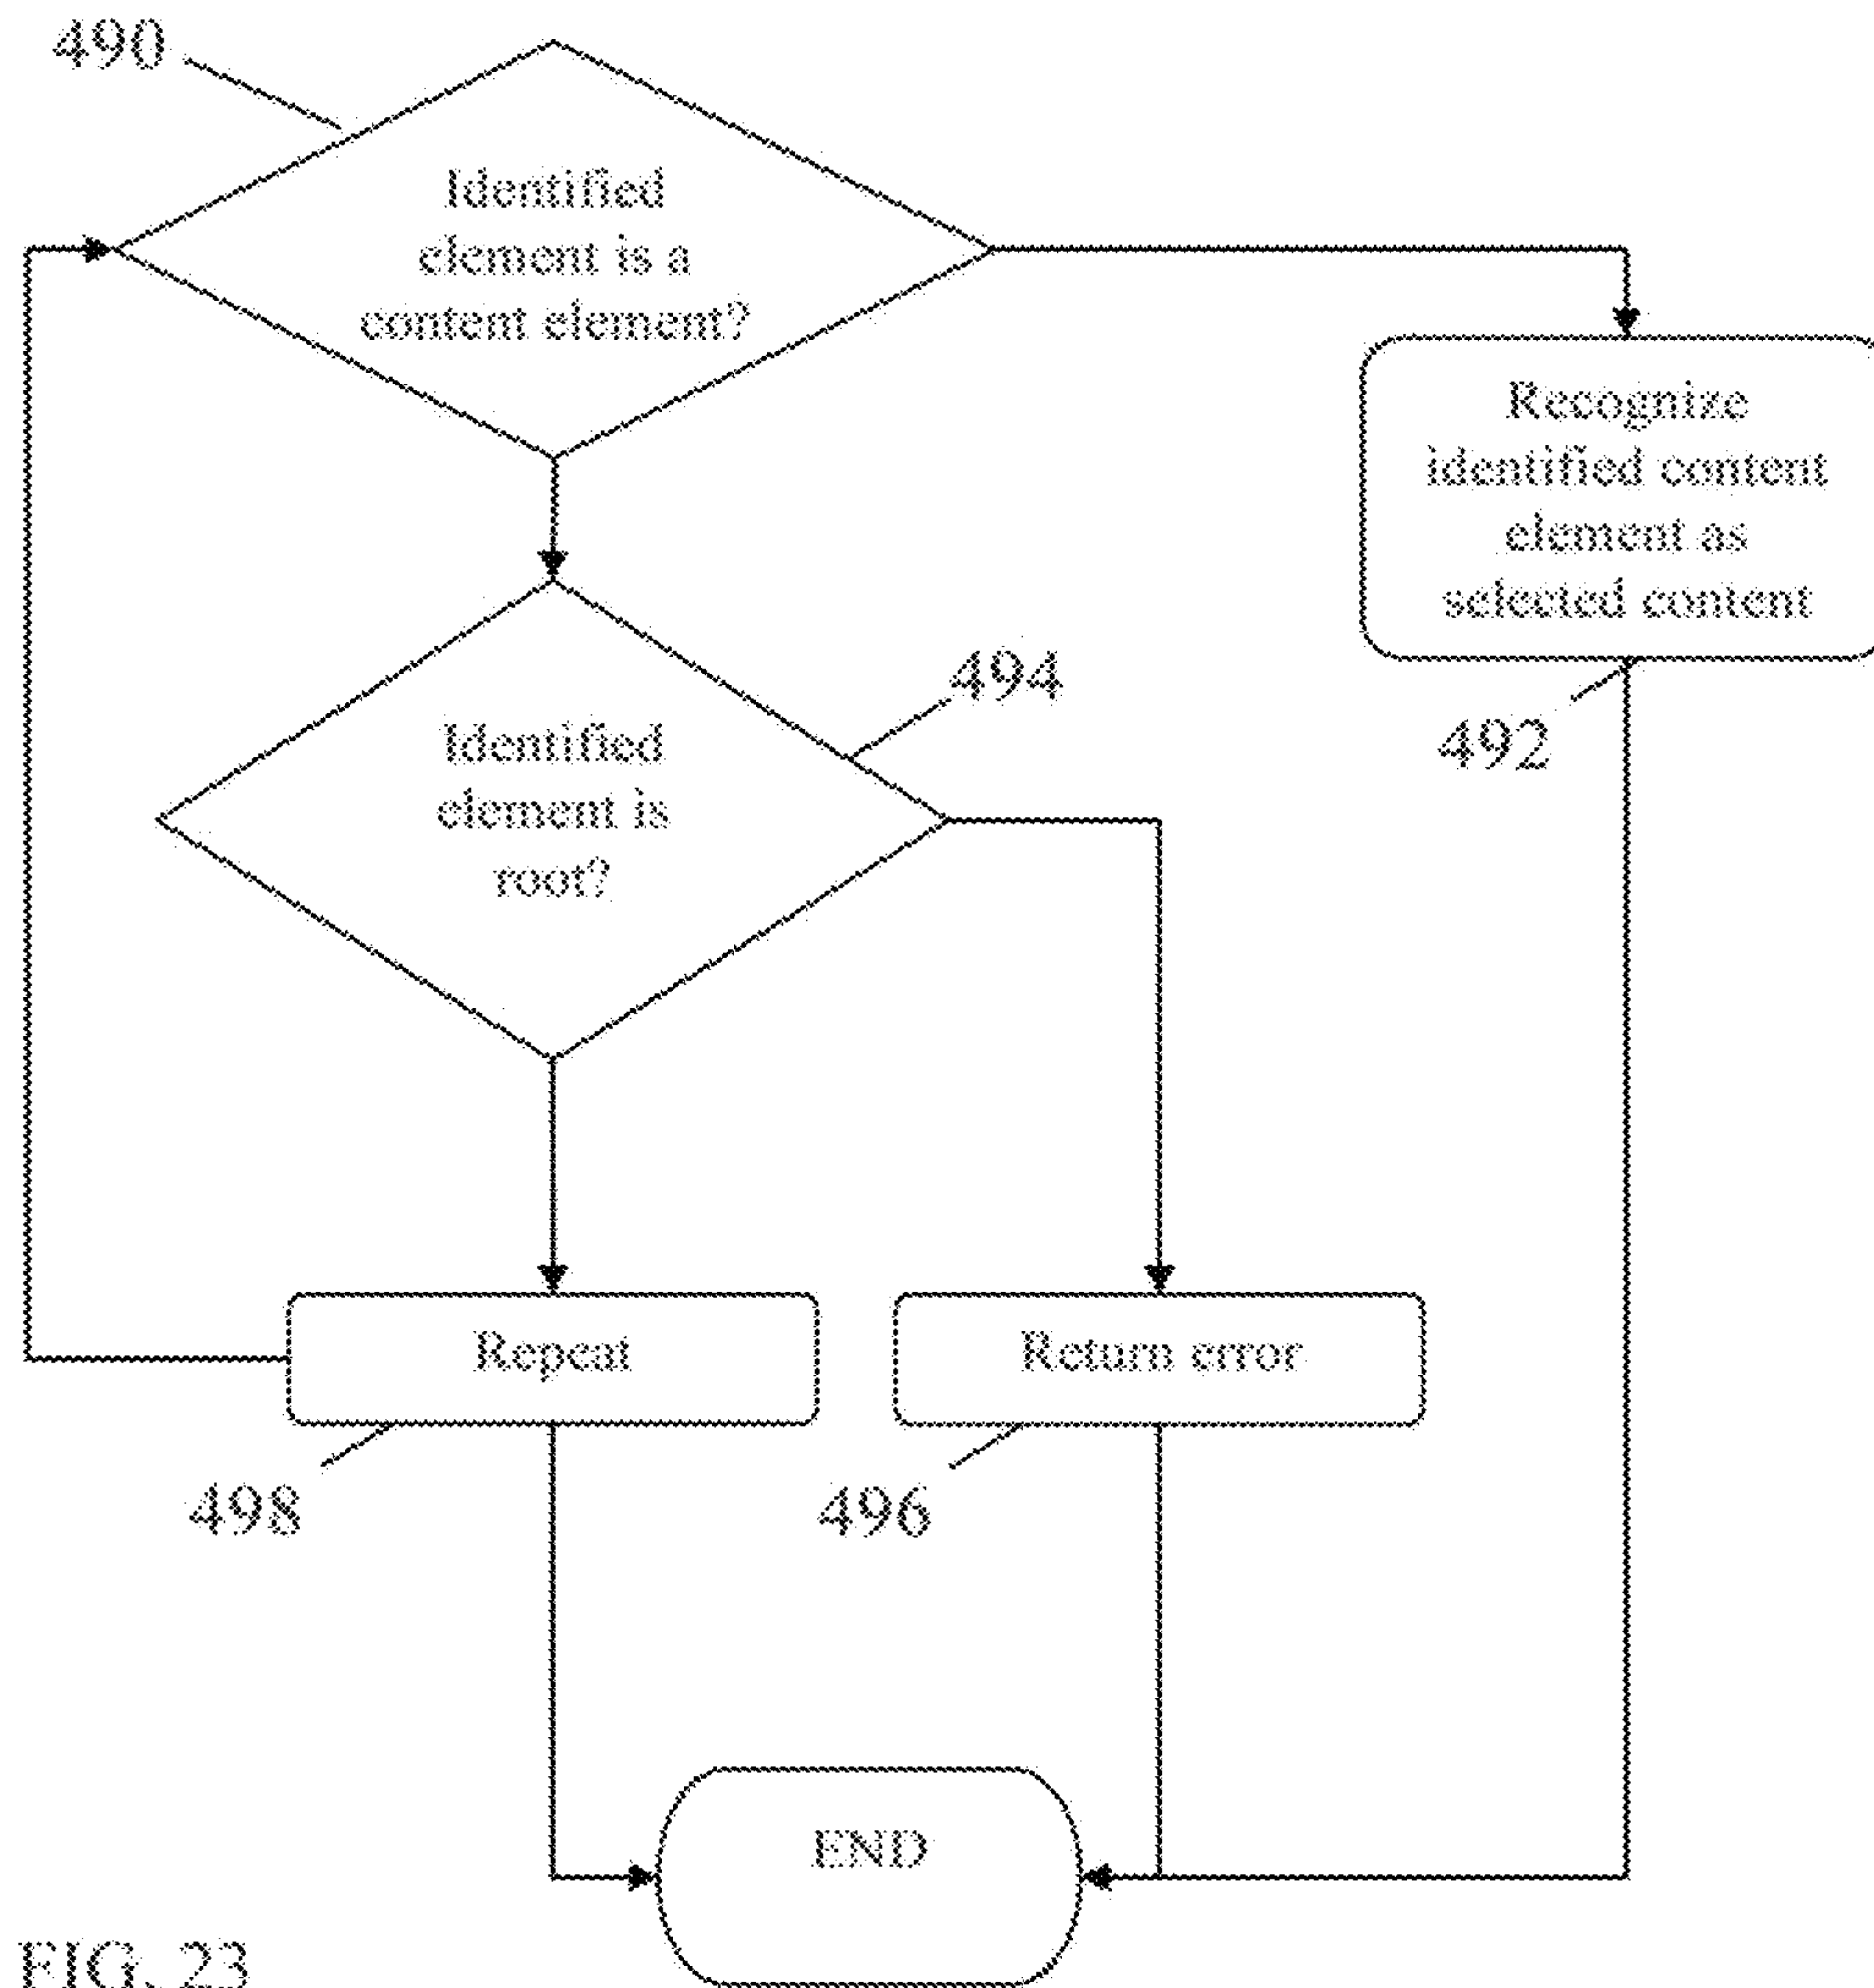 490
Identified
element is a
content element?
Recognize
identified content
element as
selected content
492
494
Identified
element is
root?
Repeat
498
Return error
496
END
FIG. 23